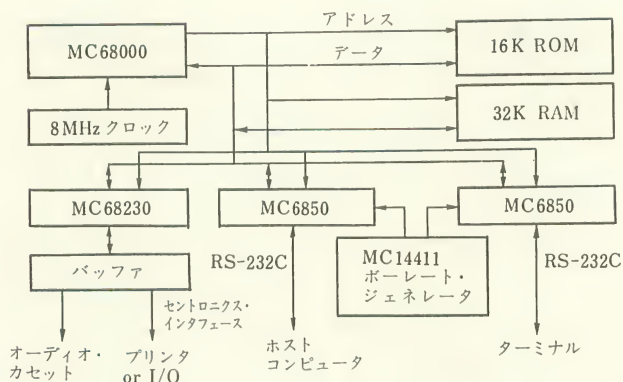 アドレス
MC68000
16K ROM
データ
8MHzクロック
32K RAM
MC68230
MC6850
MC6850
バッファ
RS-232C
MC14411
ボーレート・
ジェネレータ
RS-232C
セントロニクス・
インタフェース
オーディオ・
カセット
プリンタ
or I/O
ホスト
コンピュータ
ターミナル